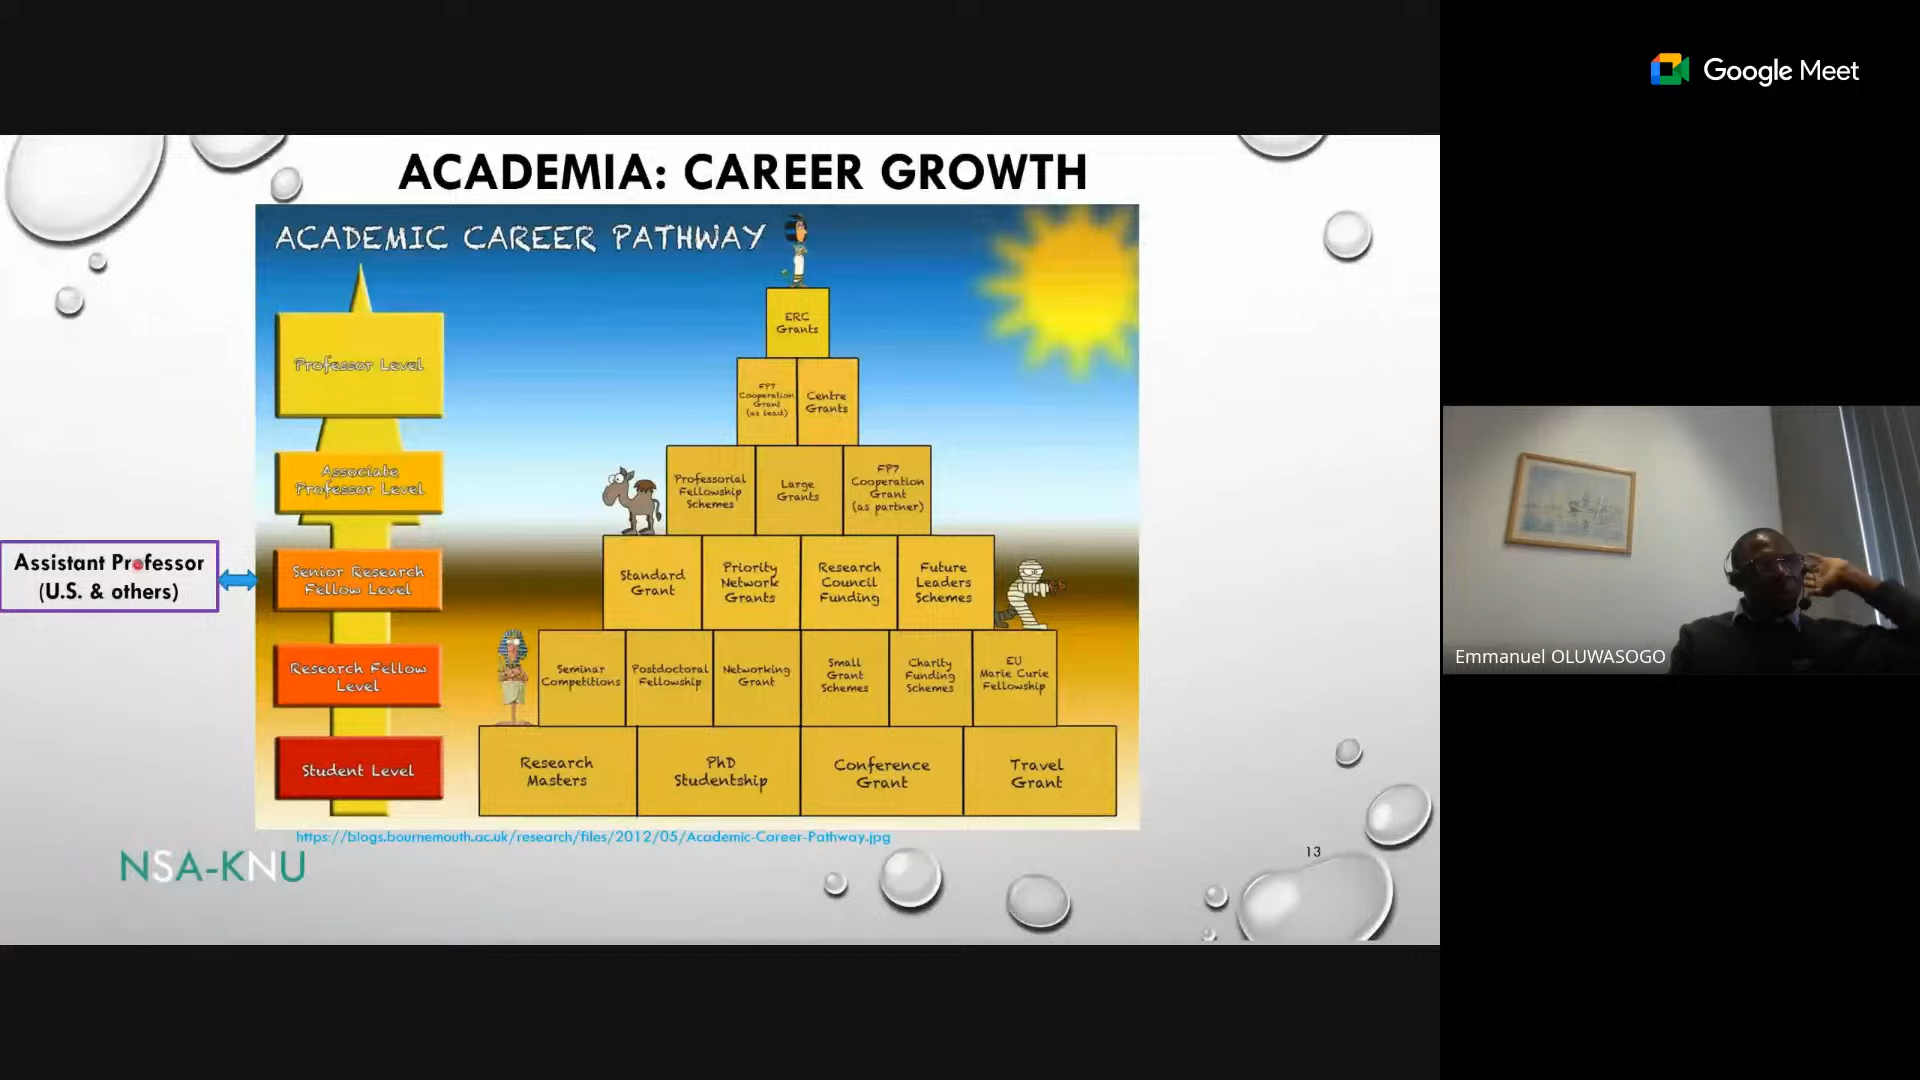 Google Meet
ACADEMIA: CAREER GROWTH
ACADEMIC CAREER PATHWAY
ERC
Grants
Professor Level
FP7
Cooperation
Grant
(as lead)
Centre
Grants
Associate
Professor Level
Professorial
Fellowship
Schemes
Large
Grants
FP7
Cooperation
Grant
(as partner)
Assistant Professor
(U.S. & others)
Senior Research
Fellow Level
Standard
Grant
Priority
Network
Grants
Research
Council
Funding
Future
Leaders
Schemes
Research Fellow
Level
Seminar
Competitions
Postdoctoral
Fellowship
Networking
Grant
Small
Grant
Schemes
Charity
Funding
Schemes
EU
Marie Curie
Fellowship
Student Level
Research
Masters
PhD
Studentship
Conference
Grant
Travel
Grant
https://blogs.bournemouth.ac.uk/research/files/2012/05/Academic-Career-Pathway.jpg
NSA-KNU
13
Emmanuel OLUWASOGO